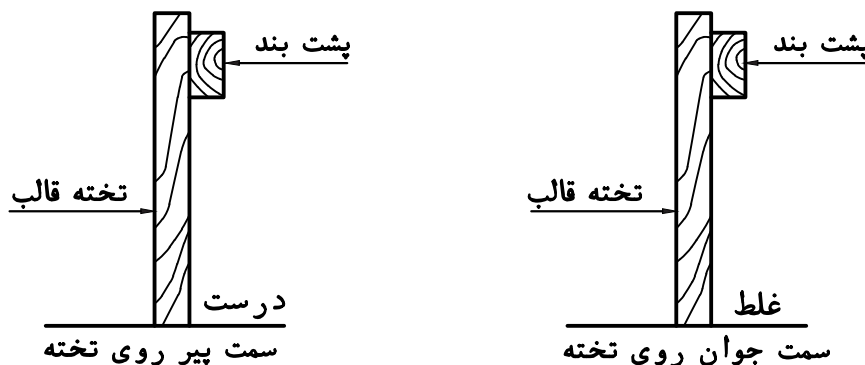 پشت بند
تخته قالب
درست
سمت پیر روی تخته
پشت بند
تخته قالب
غلط
سمت جوان روی تخته